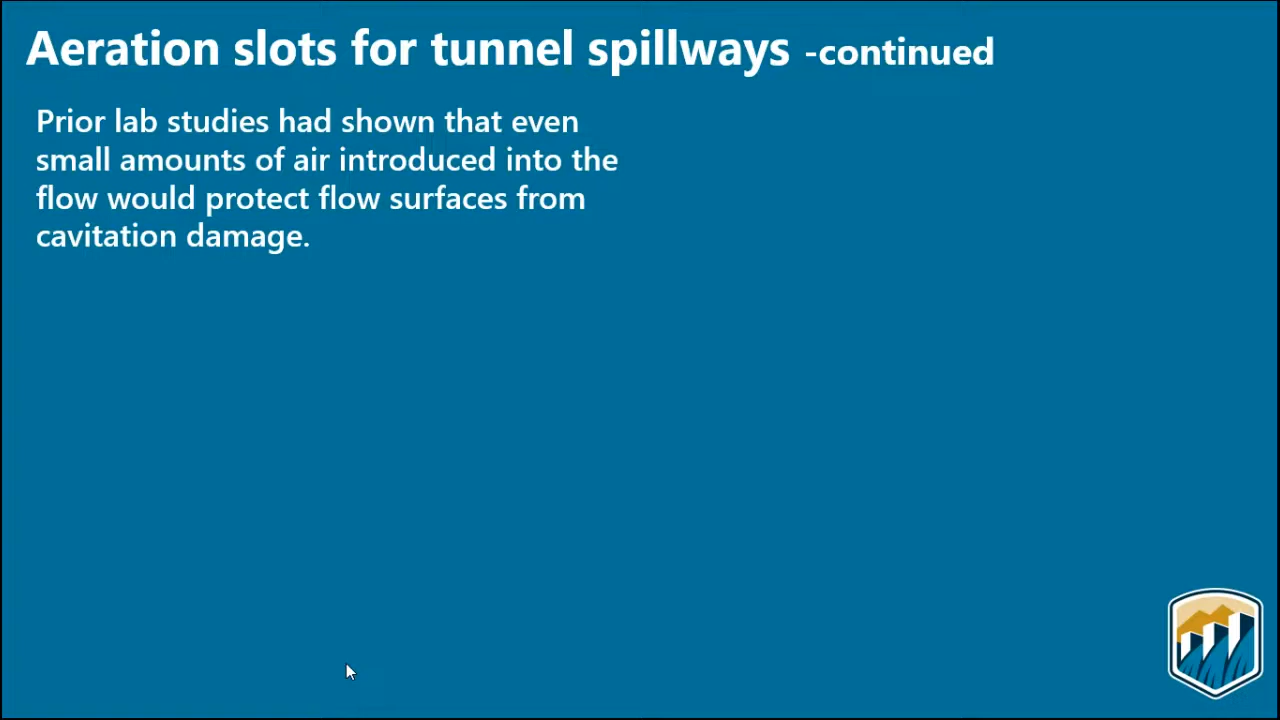 Aeration slots for tunnel spillways -continued
Prior lab studies had shown that even
small amounts of air introduced into the
flow would protect flow surfaces from
cavitation damage.